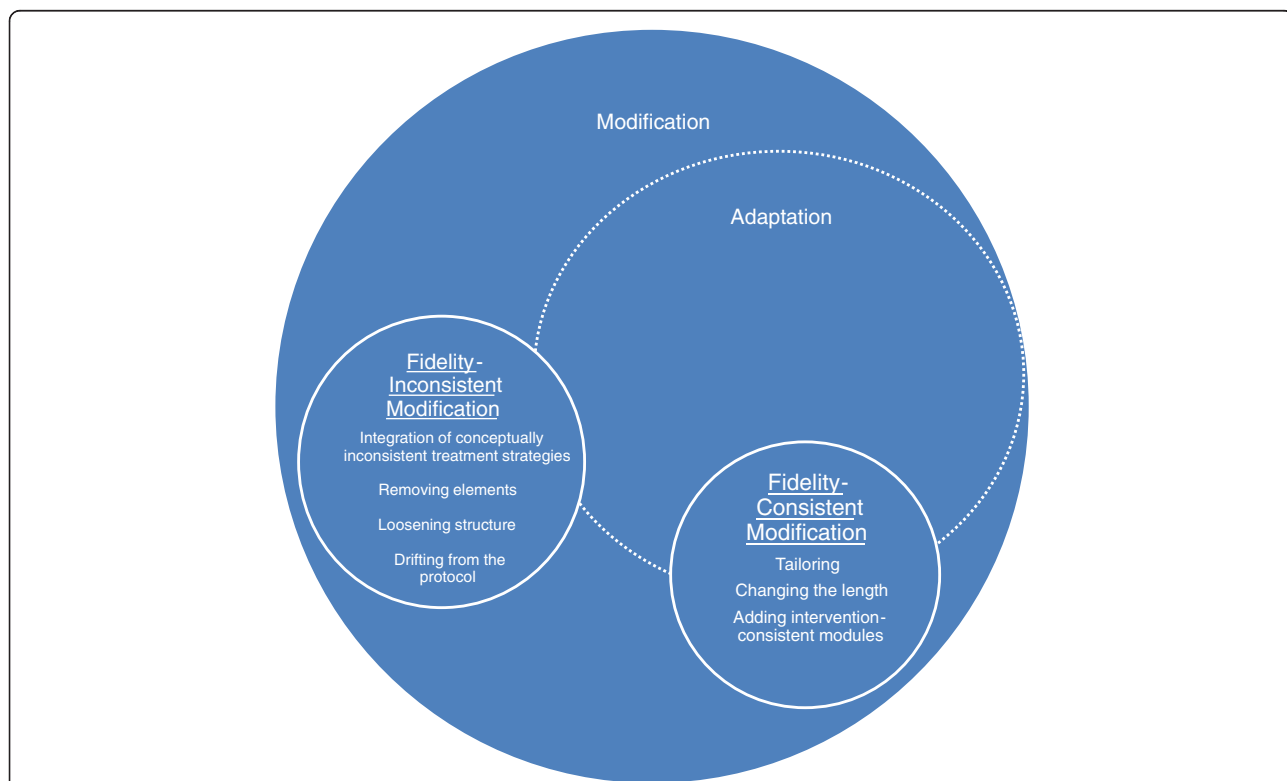 Modification
Adaptation
Fidelity-
Inconsistent
Modification
Integration of conceptually
inconsistent treatment strategies
Removing elements
Loosening structure
Drifting from the
protocol
Fidelity-
Consistent
Modification
Tailoring
Changing the length
Adding intervention-
consistent modules